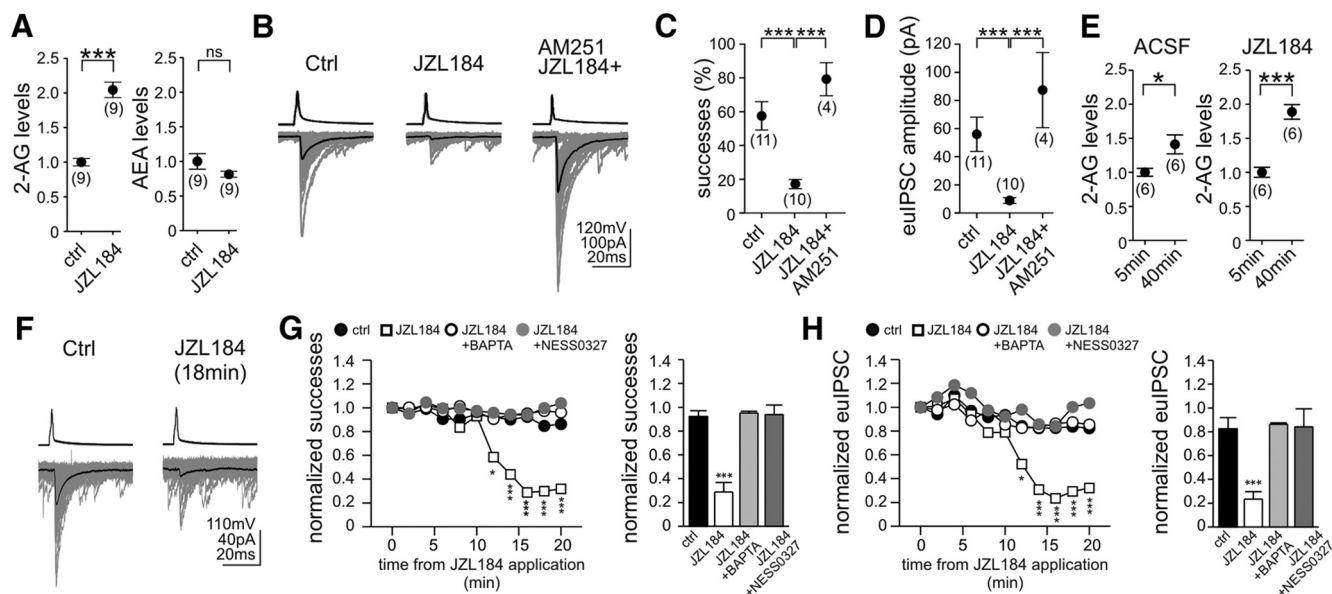 A
2-AG levels
2.5
2.0
1.5
1.0
0.5
0
***
(9)
(9)
ctrl
JZL184
AEA levels
2.5
2.0
1.5
1.0
0.5
0
ns
(9)
(9)
ctrl
JZL184
B
Ctrl
JZL184
AM251
JZL184+
120mV
100pA
20ms
C
successes (%)
100
80
60
40
20
0
*** ***
(11)
(10)
(4)
ctrl
JZL184
JZL184+
AM251
D
euIPSC amplitude (pA)
120
100
80
60
40
20
0
*** ***
(11)
(10)
(4)
ctrl
JZL184
JZL184+
AM251
E
ACSF
2-AG levels
2.5
2.0
1.5
1.0
0.5
0
*
(6)
(6)
5min
40min
JZL184
2-AG levels
2.5
2.0
1.5
1.0
0.5
0
***
(6)
(6)
5min
40min
F
Ctrl
JZL184
(18min)
110mV
40pA
20ms
G
ctrl JZL184 JZL184 JZL184
+BAPTA +NESS0327
normalized successes
1.4
1.2
1.0
0.8
0.6
0.4
0.2
0
* *** *** *** ***
0 5 10 15 20
time from JZL184 application
(min)
normalized successes
1.4
1.2
1.0
0.8
0.6
0.4
0.2
0
***
ctrl
JZL184
JZL184
+BAPTA
JZL184
+NESS0327
H
ctrl JZL184 JZL184 JZL184
+BAPTA +NESS0327
normalized euIPSC
1.4
1.2
1.0
0.8
0.6
0.4
0.2
0
* *** *** *** ***
0 5 10 15 20
time from JZL184 application
(min)
normalized euIPSC
1.4
1.2
1.0
0.8
0.6
0.4
0.2
0
***
ctrl
JZL184
JZL184
+BAPTA
JZL184
+NESS0327